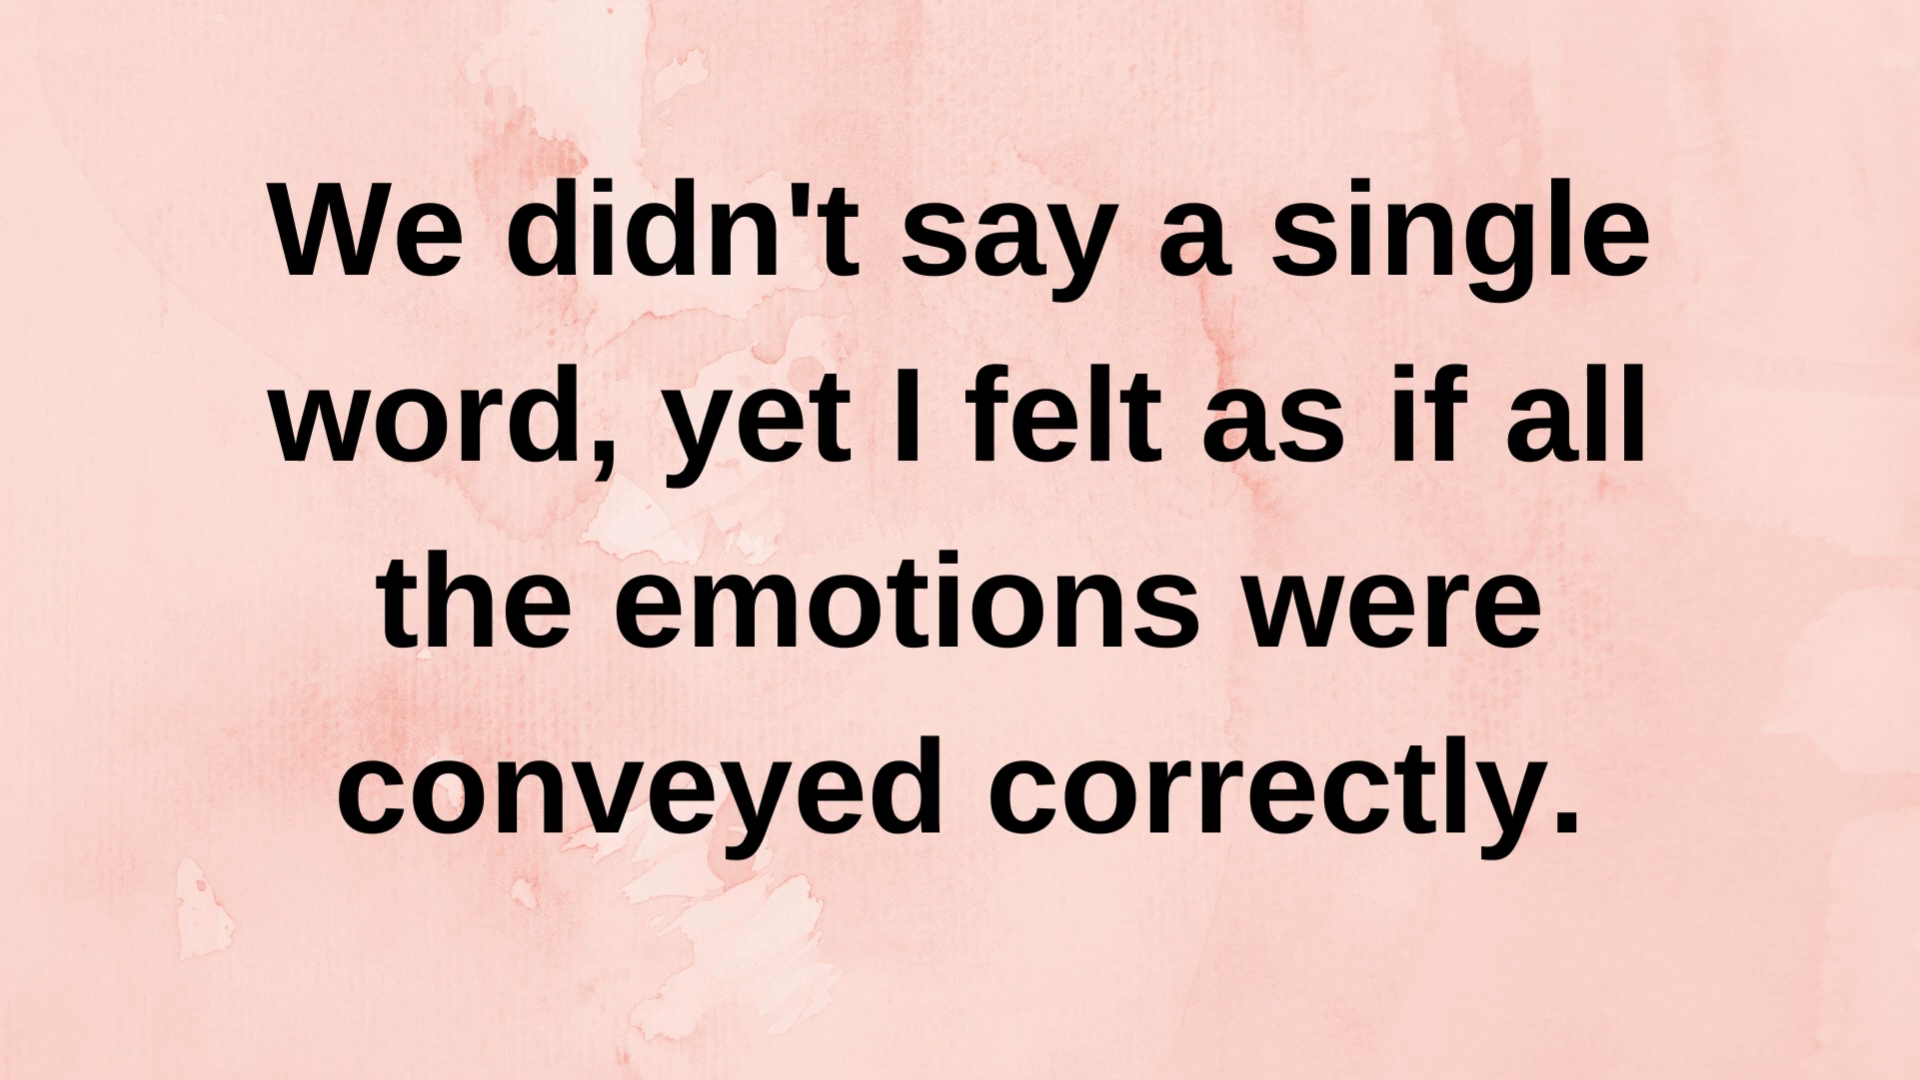 We didn't say a single
word, yet I felt as if all
the emotions were
conveyed correctly.